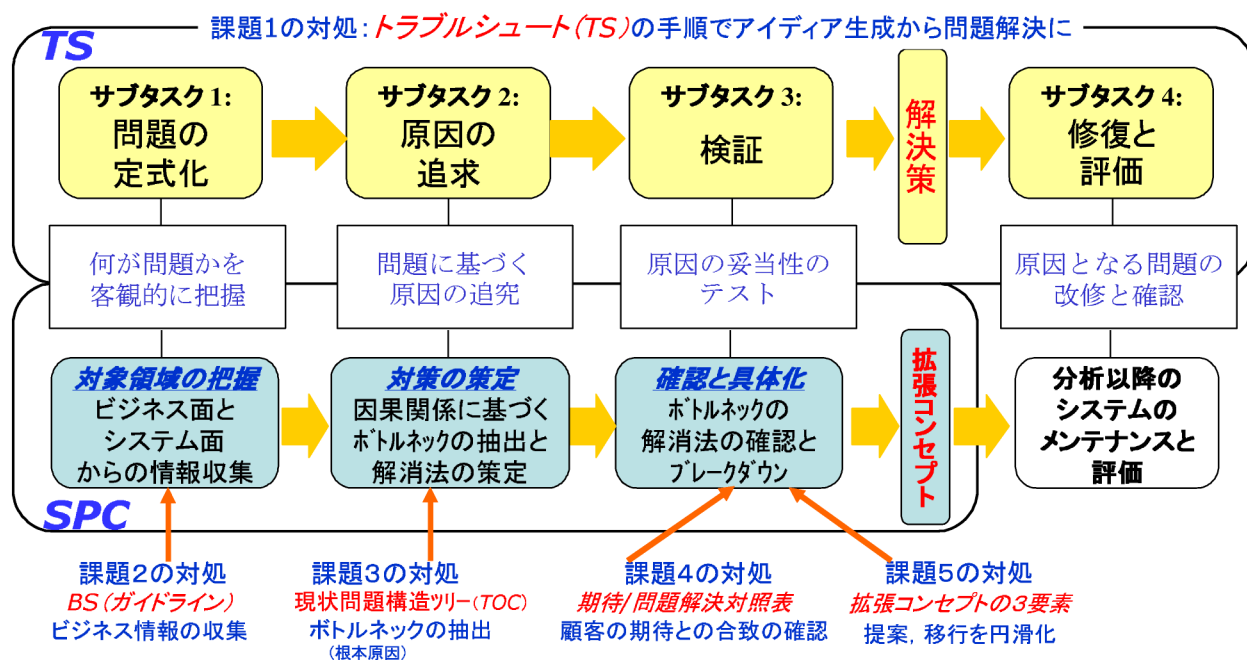 課題1の対処：トラブルシュート(TS)の手順でアイディア生成から問題解決に
TS
サブタスク 1:
問題の
定式化
サブタスク 2:
原因の
追求
サブタスク 3:
検証
解決策
サブタスク 4:
修復と
評価
何が問題かを
客観的に把握
問題に基づく
原因の追究
原因の妥当性の
テスト
原因となる問題の
改修と確認
対象領域の把握
ビジネス面と
システム面
からの情報収集
対策の策定
因果関係に基づく
ﾎﾞﾄﾙﾈｯｸの抽出と
解消法の策定
確認と具体化
ﾎﾞﾄﾙﾈｯｸの
解消法の確認と
ﾌﾞﾚｰｸﾀﾞｳﾝ
拡張コンセプト
分析以降の
システムの
メンテナンスと
評価
SPC
課題２の対処
BS(ガイドライン)
ビジネス情報の収集
課題３の対処
現状問題構造ﾂﾘｰ(TOC)
ボトルネックの抽出
(根本原因)
課題４の対処
期待/問題解決対照表
顧客の期待との合致の確認
課題５の対処
拡張コンセプトの３要素
提案, 移行を円滑化